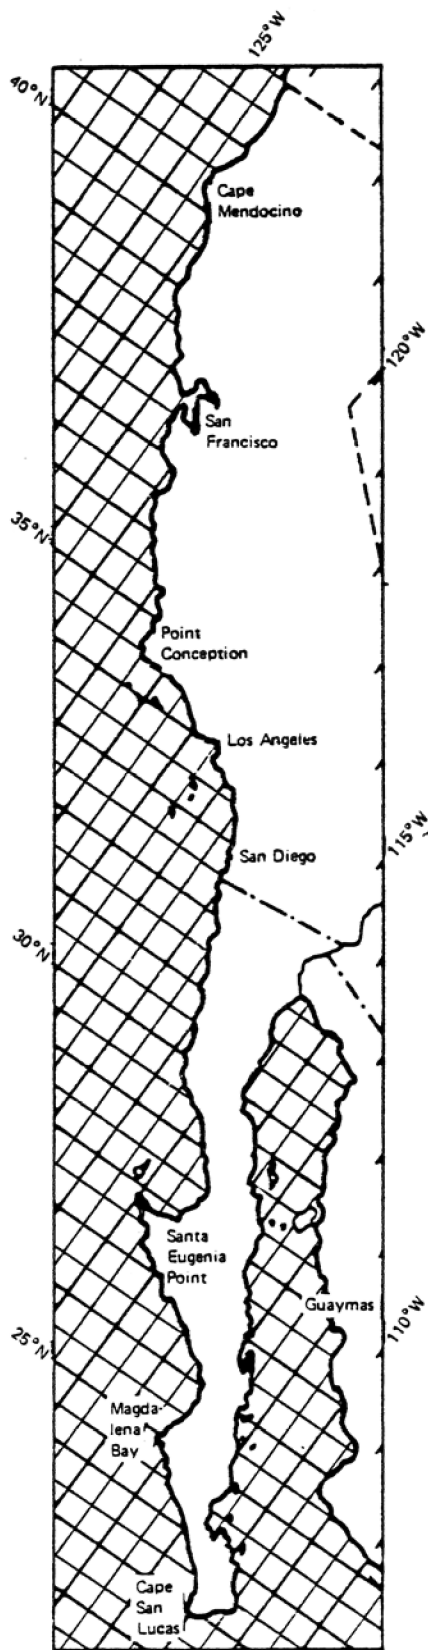 125°W
40°N
Cape
Mendocino
120°W
San
Francisco
35°N
Point
Conception
Los Angeles
115°W
San Diego
30°N
Santa
Eugenia
Point
Guaymas
110°W
25°N
Magda-
lena
Bay
Cape
San
Lucas